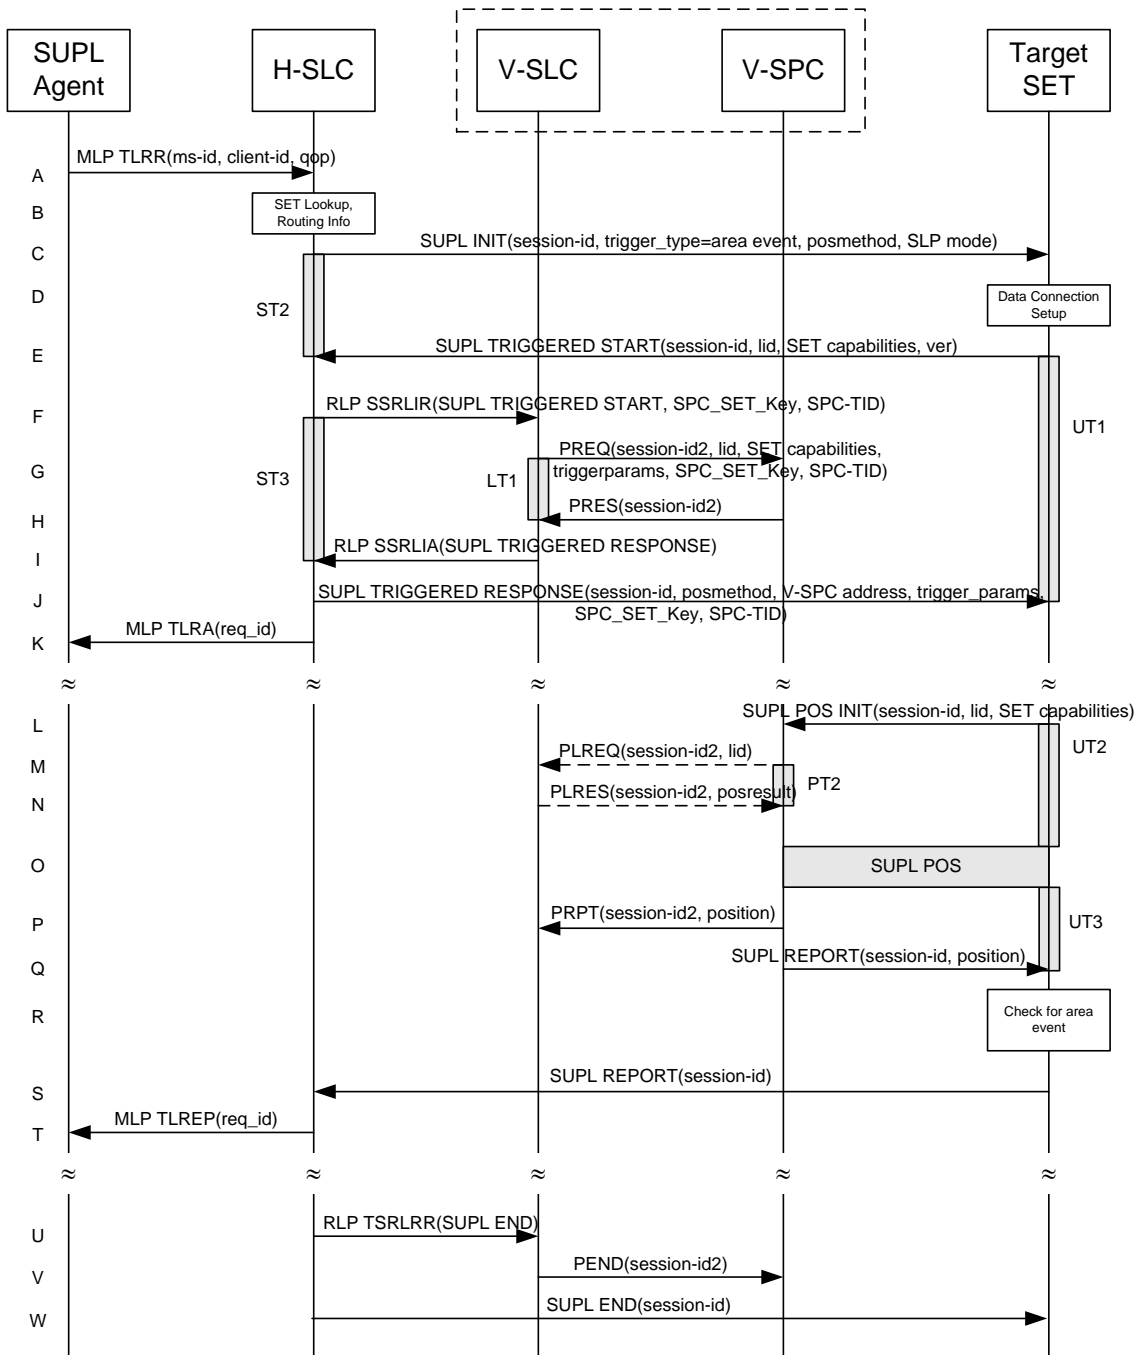 SUPL
Agent
H-SLC
V-SLC
V-SPC
Target
SET
A
MLP TLRR(ms-id, client-id, qop)
B
SET Lookup,
Routing Info
C
SUPL INIT(session-id, trigger_type=area event, posmethod, SLP mode)
D
ST2
Data Connection
Setup
E
SUPL TRIGGERED START(session-id, lid, SET capabilities, ver)
F
RLP SSRLIR(SUPL TRIGGERED START, SPC_SET_Key, SPC-TID)
UT1
G
ST3
LT1
PREQ(session-id2, lid, SET capabilities,
triggerparams, SPC_SET_Key, SPC-TID)
H
PRES(session-id2)
I
RLP SSRLIA(SUPL TRIGGERED RESPONSE)
J
SUPL TRIGGERED RESPONSE(session-id, posmethod, V-SPC address, trigger_params,
SPC_SET_Key, SPC-TID)
K
MLP TLRA(req_id)
≈ ≈ ≈ ≈ ≈
L
SUPL POS INIT(session-id, lid, SET capabilities)
UT2
M
PLREQ(session-id2, lid)
PT2
N
PLRES(session-id2, posresult)
O
SUPL POS
P
PRPT(session-id2, position)
UT3
Q
SUPL REPORT(session-id, position)
R
Check for area
event
S
SUPL REPORT(session-id)
T
MLP TLREP(req_id)
≈ ≈ ≈ ≈ ≈
U
RLP TSRLRR(SUPL END)
V
PEND(session-id2)
W
SUPL END(session-id)